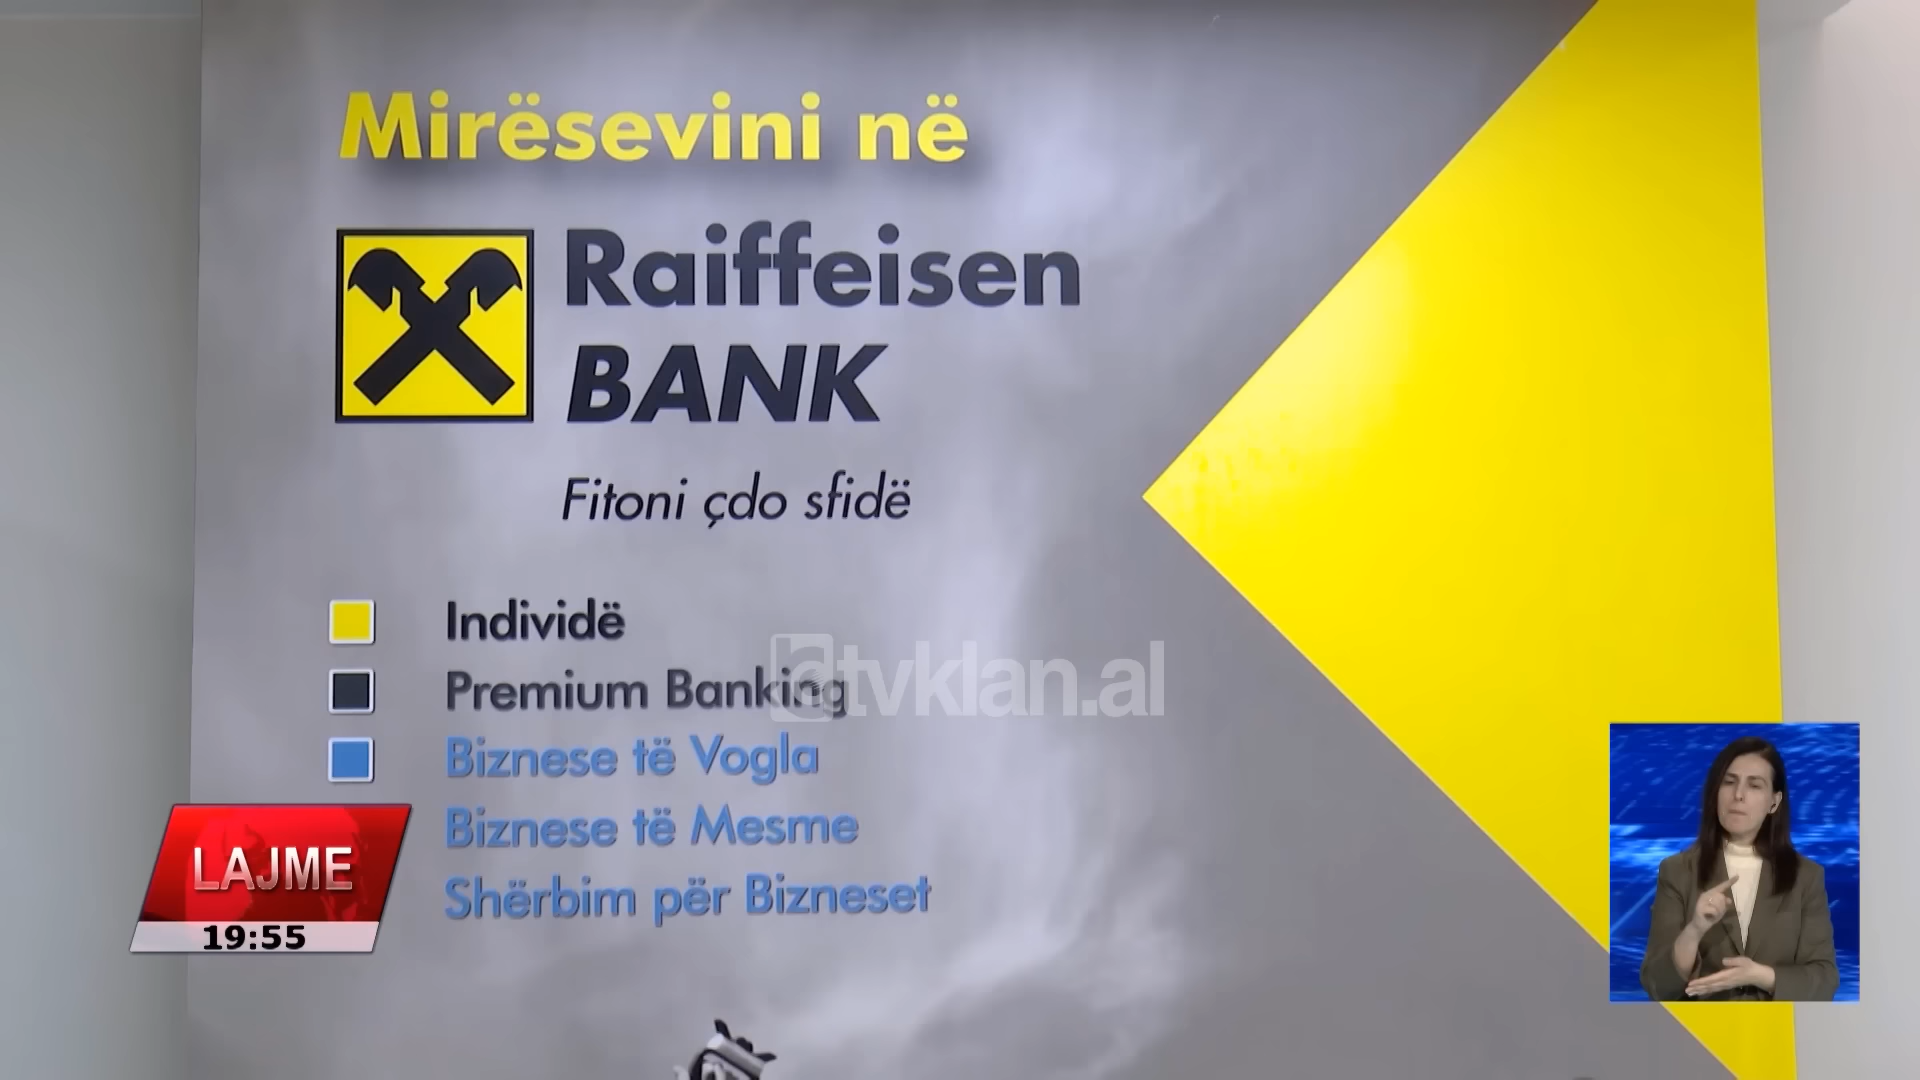 Mirësevini në
Raiffeisen
BANK
Fitoni çdo sfidë
Individë
Premium Banking
Biznese të Vogla
Biznese të Mesme
Shërbim për Bizneset
tvklan.al
LAJME
19:55